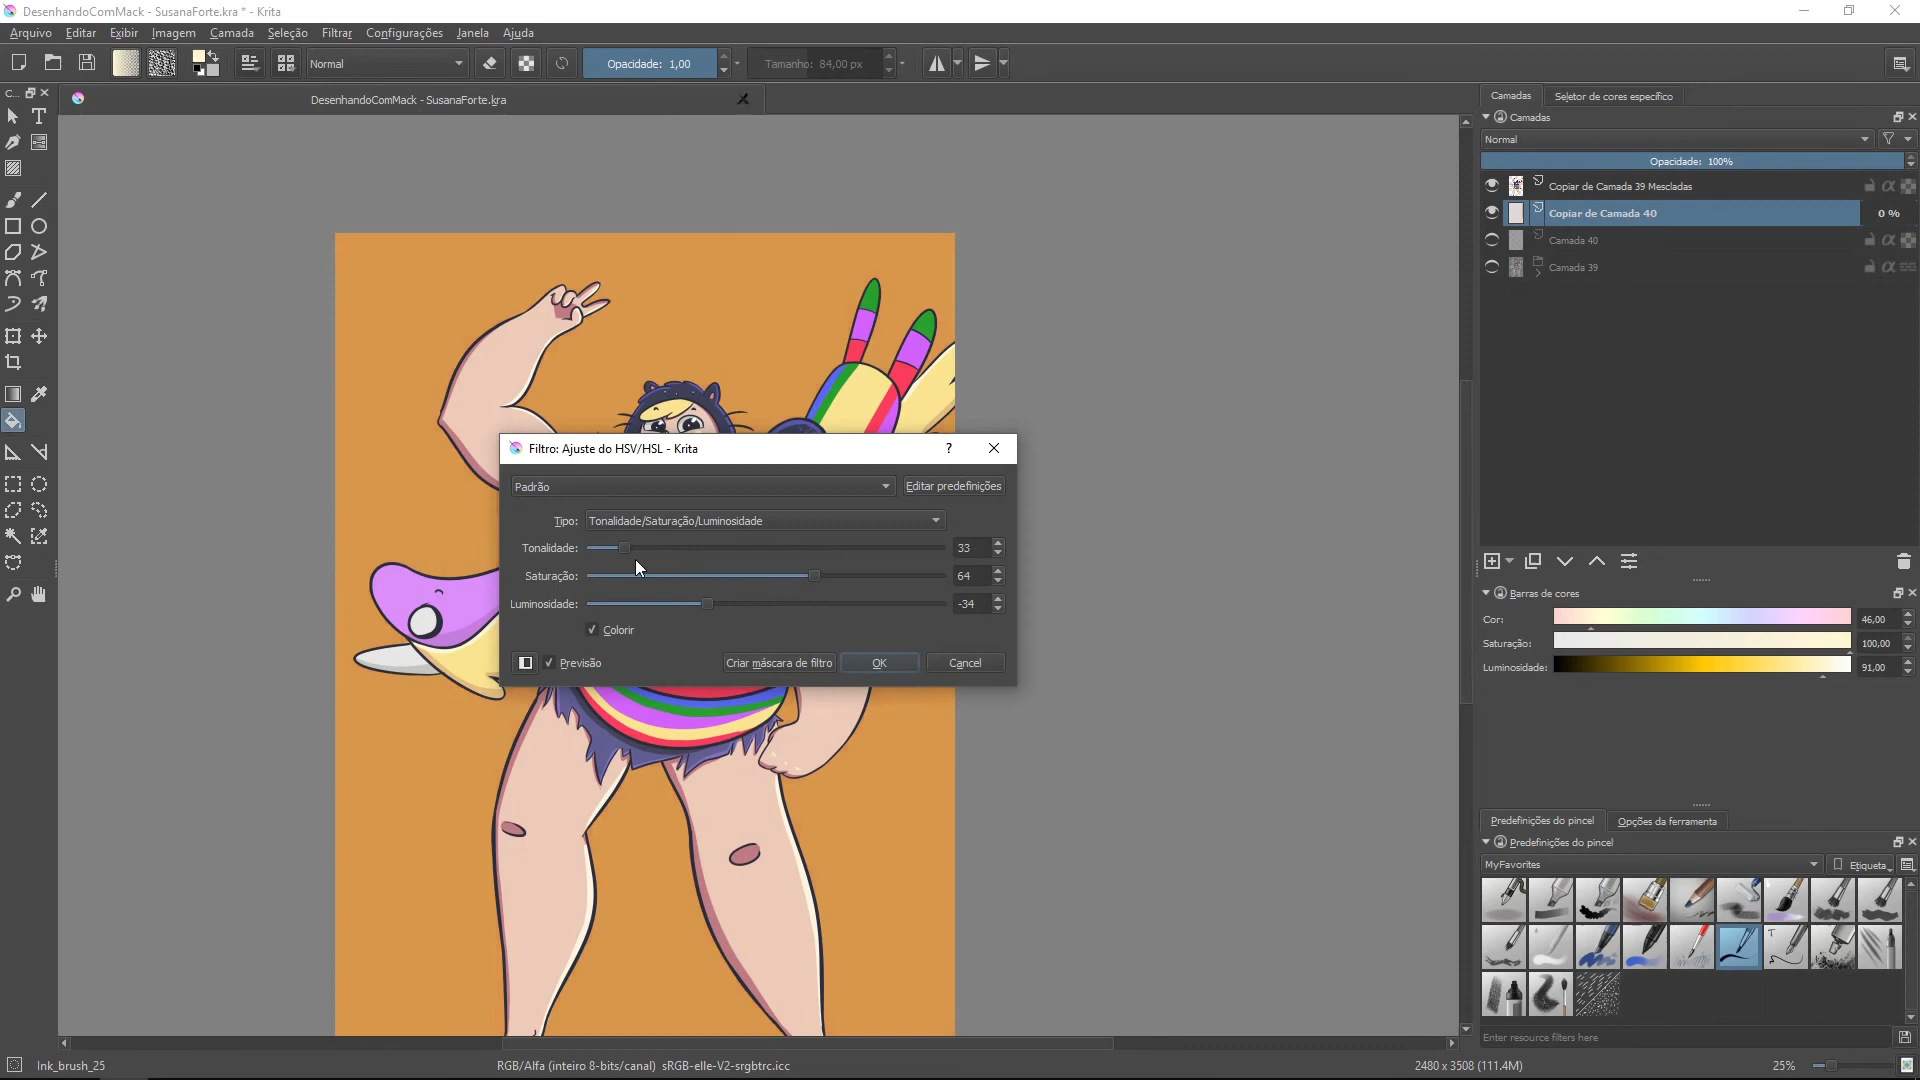 DesenhandoComMack - SusanaForte.kra * - Krita
Arquivo Editar Exibir Imagem Camada Seleção Filtrar Configurações Janela Ajuda
Normal
Opacidade: 1,00
Tamanho: 84,00 px
C...
DesenhandoComMack - SusanaForte.kra
Camadas
Seletor de cores específico
Camadas
Normal
Opacidade: 100%
Copiar de Camada 39 Mescladas
Copiar de Camada 40
0 %
Camada 40
Camada 39
Filtro: Ajuste do HSV/HSL - Krita
?
Padrão
Editar predefinições
Tipo: Tonalidade/Saturação/Luminosidade
Tonalidade: 33
Saturação: 64
Luminosidade: -34
Colorir
Previsão
Criar máscara de filtro
OK
Cancel
Barras de cores
Cor: 46,00
Saturação: 100,00
Luminosidade: 91,00
Predefinições do pincel
Opções da ferramenta
Predefinições do pincel
MyFavorites
Etiqueta
Enter resource filters here
Ink_brush_25
RGB/Alfa (inteiro 8-bits/canal) sRGB-elle-V2-srgbtrc.icc
2480 x 3508 (111.4M)
25%